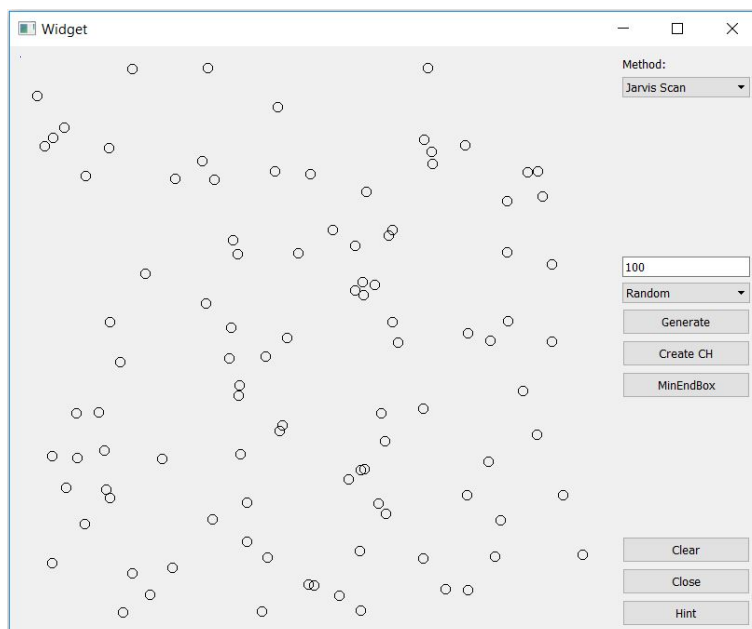 Widget
Method:
Jarvis Scan
100
Random
Generate
Create CH
MinEndBox
Clear
Close
Hint